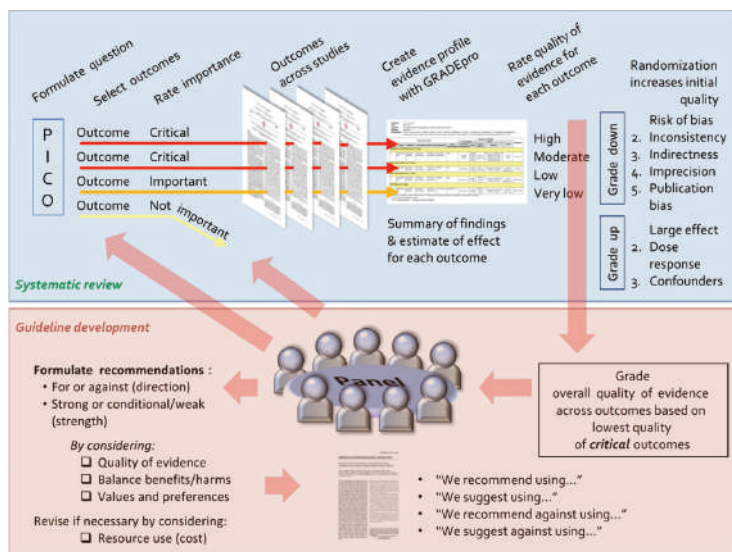 Formulate question
Select outcomes
Rate importance
Outcomes
across studies
Create
evidence profile
with GRADEpro
Rate quality of
evidence for
each outcome
Randomization
increases initial
quality
P
I
C
O
Outcome Critical
Outcome Critical
Outcome Important
Outcome Not important
High
Moderate
Low
Very low
Summary of findings
& estimate of effect
for each outcome
Grade down
Risk of bias
2. Inconsistency
3. Indirectness
4. Imprecision
5. Publication
bias
Grade up
Large effect
2. Dose
response
3. Confounders
Systematic review
Guideline development
Formulate recommendations :
• For or against (direction)
• Strong or conditional/weak
(strength)
By considering:
❑ Quality of evidence
❑ Balance benefits/harms
❑ Values and preferences
Revise if necessary by considering:
❑ Resource use (cost)
Panel
Grade
overall quality of evidence
across outcomes based on
lowest quality
of critical outcomes
• "We recommend using…"
• "We suggest using…"
• "We recommend against using…"
• "We suggest against using…"